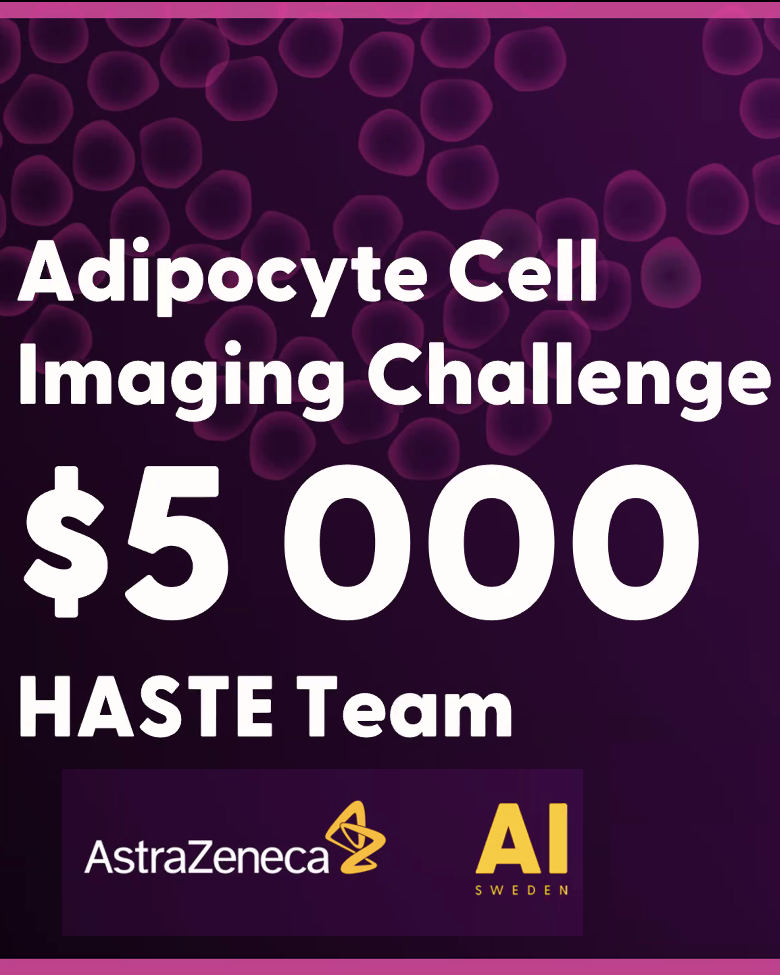 Adipocyte Cell
Imaging Challenge
$5 000
HASTE Team
AstraZeneca
AI
SWEDEN